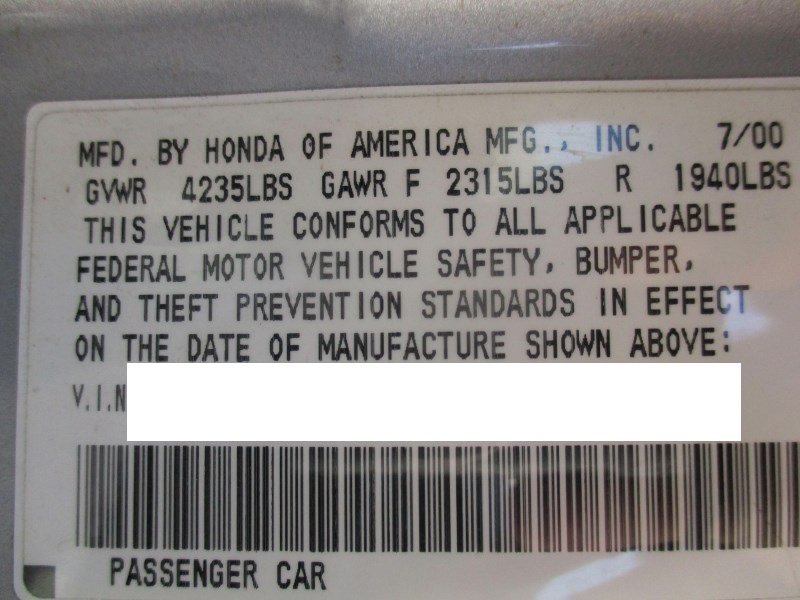 MFD. BY HONDA OF AMERICA MFG., INC. 7/00
GVWR 4235LBS GAWR F 2315LBS R 1940LBS
THIS VEHICLE CONFORMS TO ALL APPLICABLE
FEDERAL MOTOR VEHICLE SAFETY, BUMPER,
AND THEFT PREVENTION STANDARDS IN EFFECT
ON THE DATE OF MANUFACTURE SHOWN ABOVE:
V.I.N
PASSENGER CAR